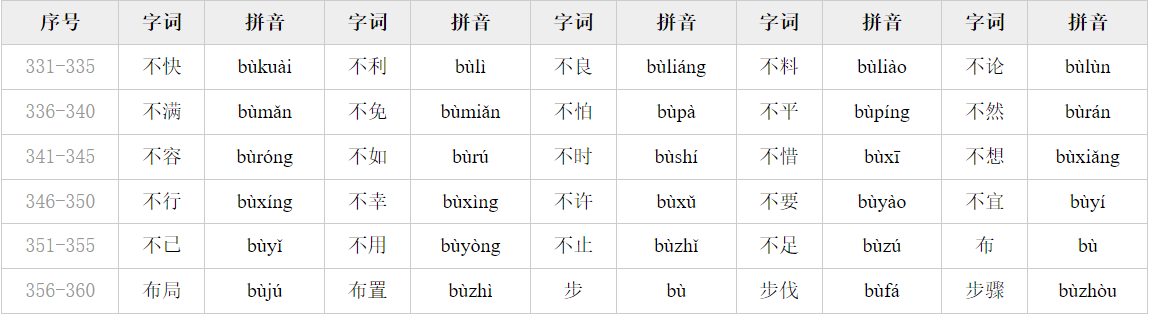 序号 字词 拼音 字词 拼音 字词 拼音 字词 拼音 字词 拼音
331-335 不快 bùkuài 不利 bùlì 不良 bùliáng 不料 bùliào 不论 bùlùn
336-340 不满 bùmǎn 不免 bùmiǎn 不怕 bùpà 不平 bùpíng 不然 bùrán
341-345 不容 bùróng 不如 bùrú 不时 bùshí 不惜 bùxī 不想 bùxiǎng
346-350 不行 bùxíng 不幸 bùxìng 不许 bùxǔ 不要 bùyào 不宜 bùyí
351-355 不已 bùyǐ 不用 bùyòng 不止 bùzhǐ 不足 bùzú 布 bù
356-360 布局 bùjú 布置 bùzhì 步 bù 步伐 bùfá 步骤 bùzhòu